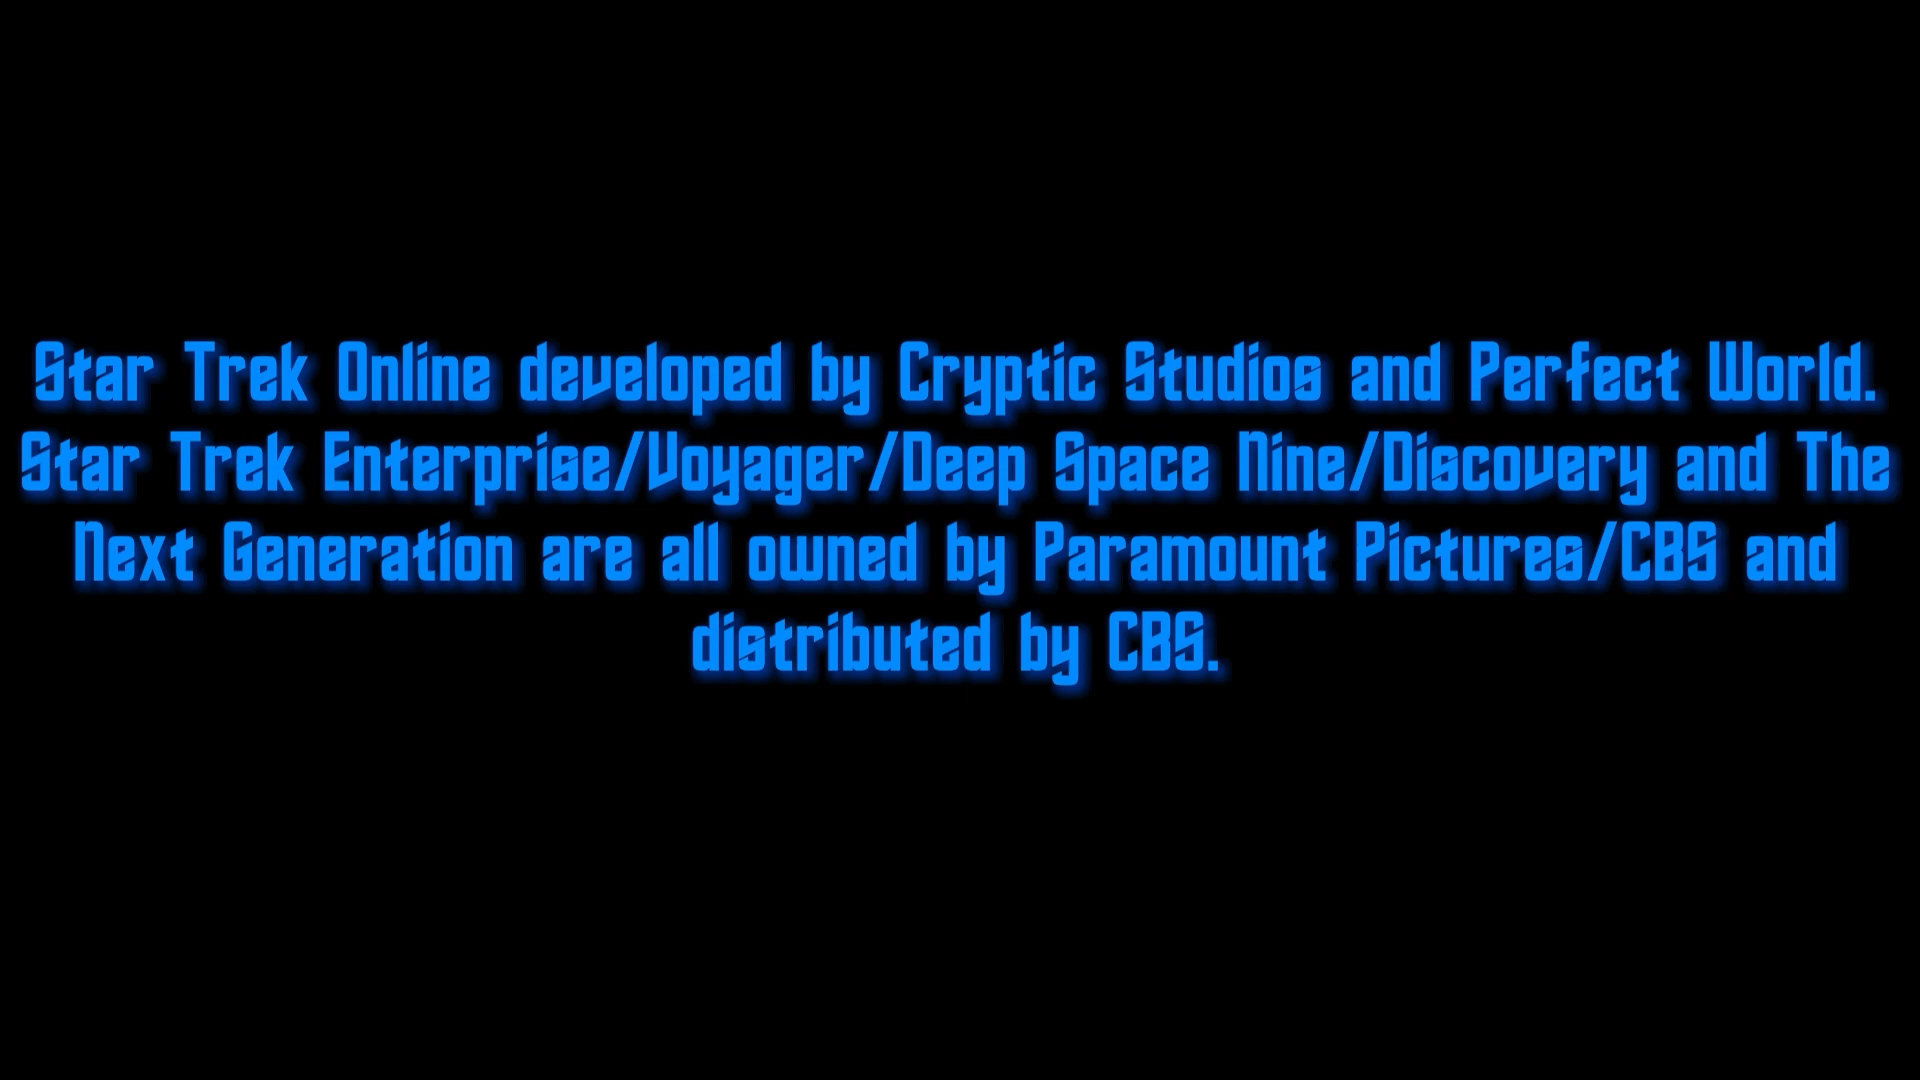 Star Trek Online developed by Cryptic Studios and Perfect World.
Star Trek Enterprise/Voyager/Deep Space Nine/Discovery and The
Next Generation are all owned by Paramount Pictures/CBS and
distributed by CBS.